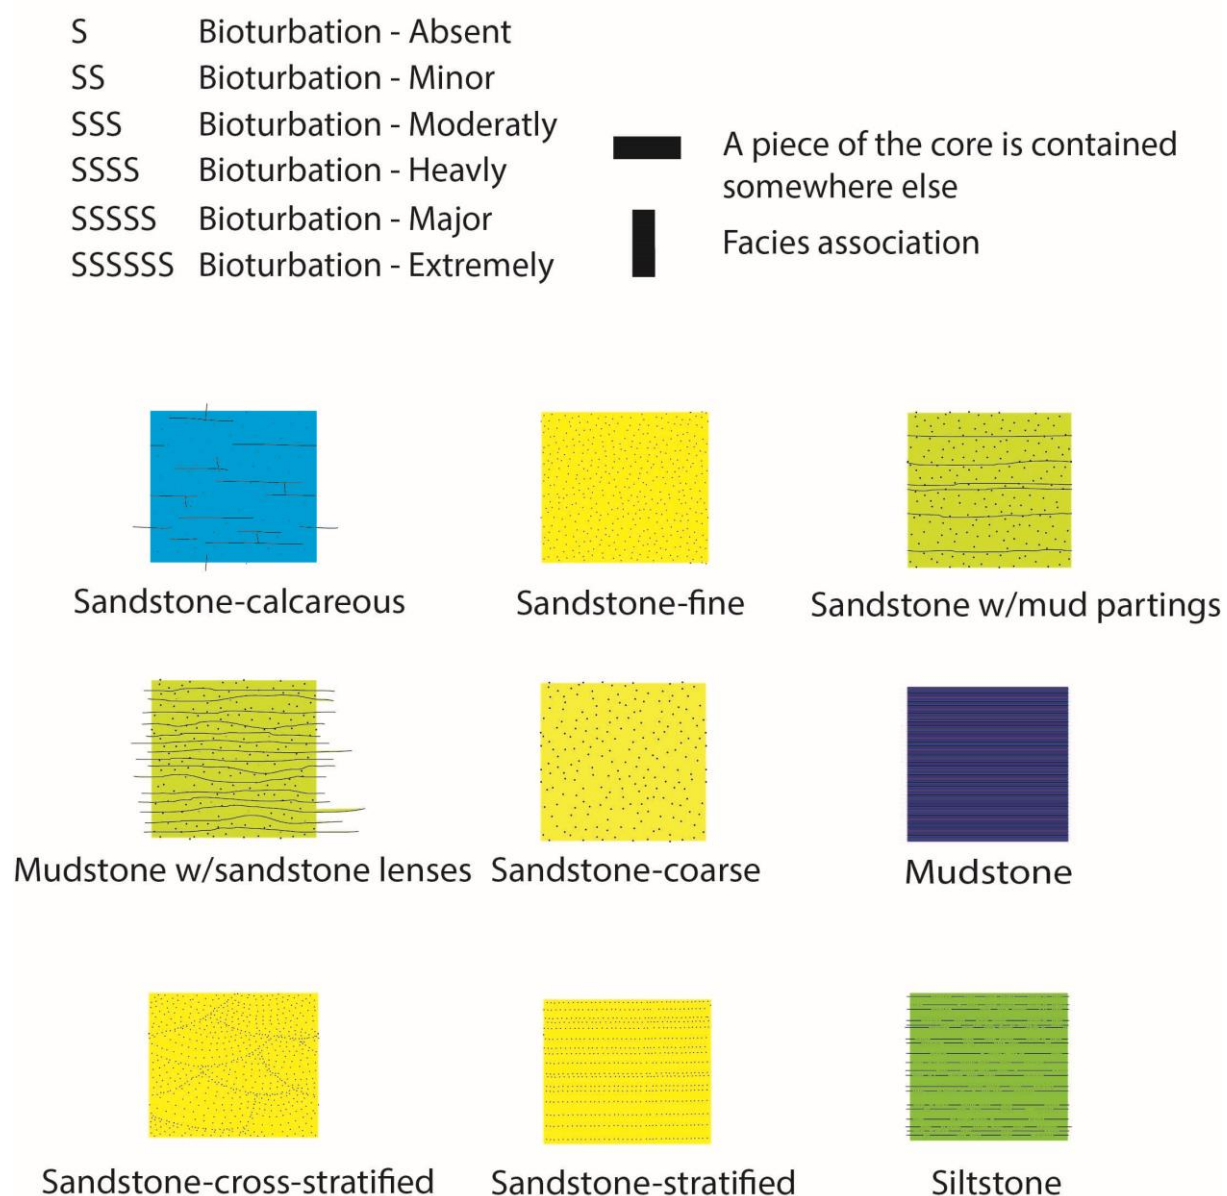 S Bioturbation - Absent
SS Bioturbation - Minor
SSS Bioturbation - Moderatly
SSSS Bioturbation - Heavly
SSSSS Bioturbation - Major
SSSSSS Bioturbation - Extremely
A piece of the core is contained
somewhere else
Facies association
Sandstone-calcareous
Sandstone-fine
Sandstone w/mud partings
Mudstone w/sandstone lenses
Sandstone-coarse
Mudstone
Sandstone-cross-stratified
Sandstone-stratified
Siltstone